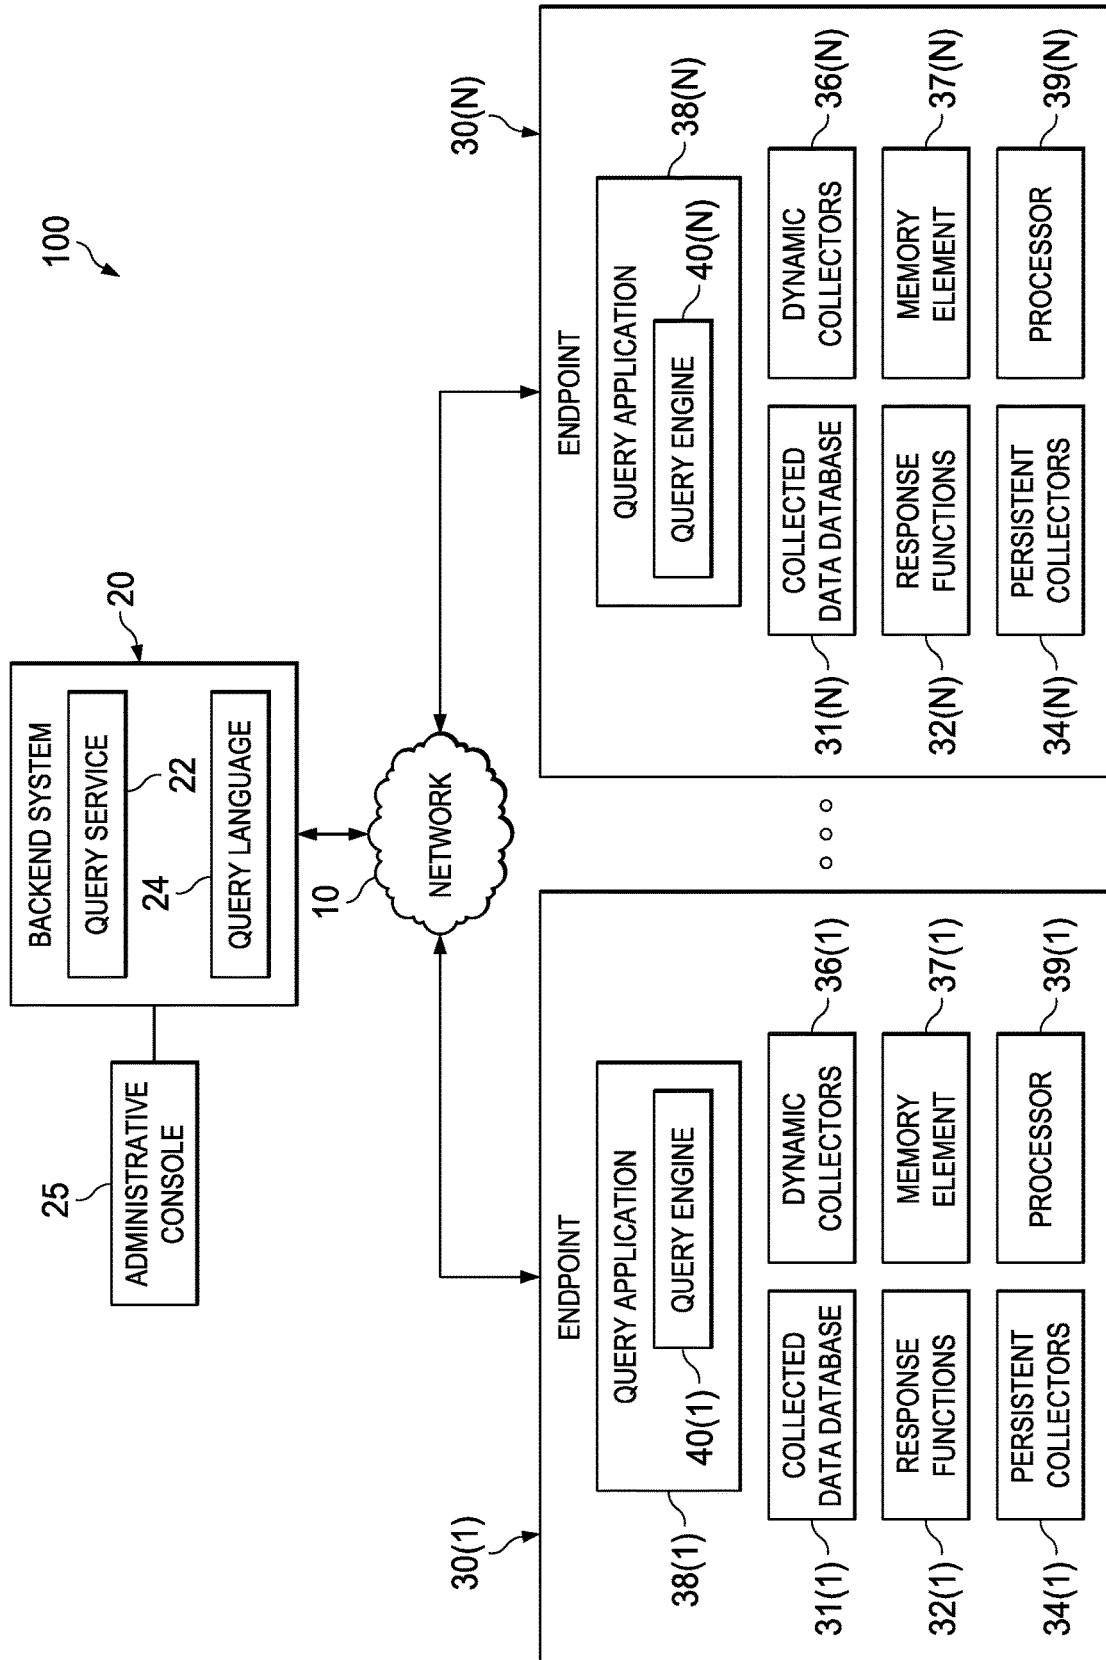 100
25
ADMINISTRATIVE
CONSOLE
BACKEND SYSTEM
QUERY SERVICE
22
24
QUERY LANGUAGE
20
10
NETWORK
30(1)
ENDPOINT
QUERY APPLICATION
QUERY ENGINE
38(1)
40(1)
COLLECTED
DATA DATABASE
31(1)
DYNAMIC
COLLECTORS
36(1)
RESPONSE
FUNCTIONS
32(1)
MEMORY
ELEMENT
37(1)
PERSISTENT
COLLECTORS
34(1)
PROCESSOR
39(1)
30(N)
ENDPOINT
QUERY APPLICATION
QUERY ENGINE
38(N)
40(N)
COLLECTED
DATA DATABASE
31(N)
DYNAMIC
COLLECTORS
36(N)
RESPONSE
FUNCTIONS
32(N)
MEMORY
ELEMENT
37(N)
PERSISTENT
COLLECTORS
34(N)
PROCESSOR
39(N)